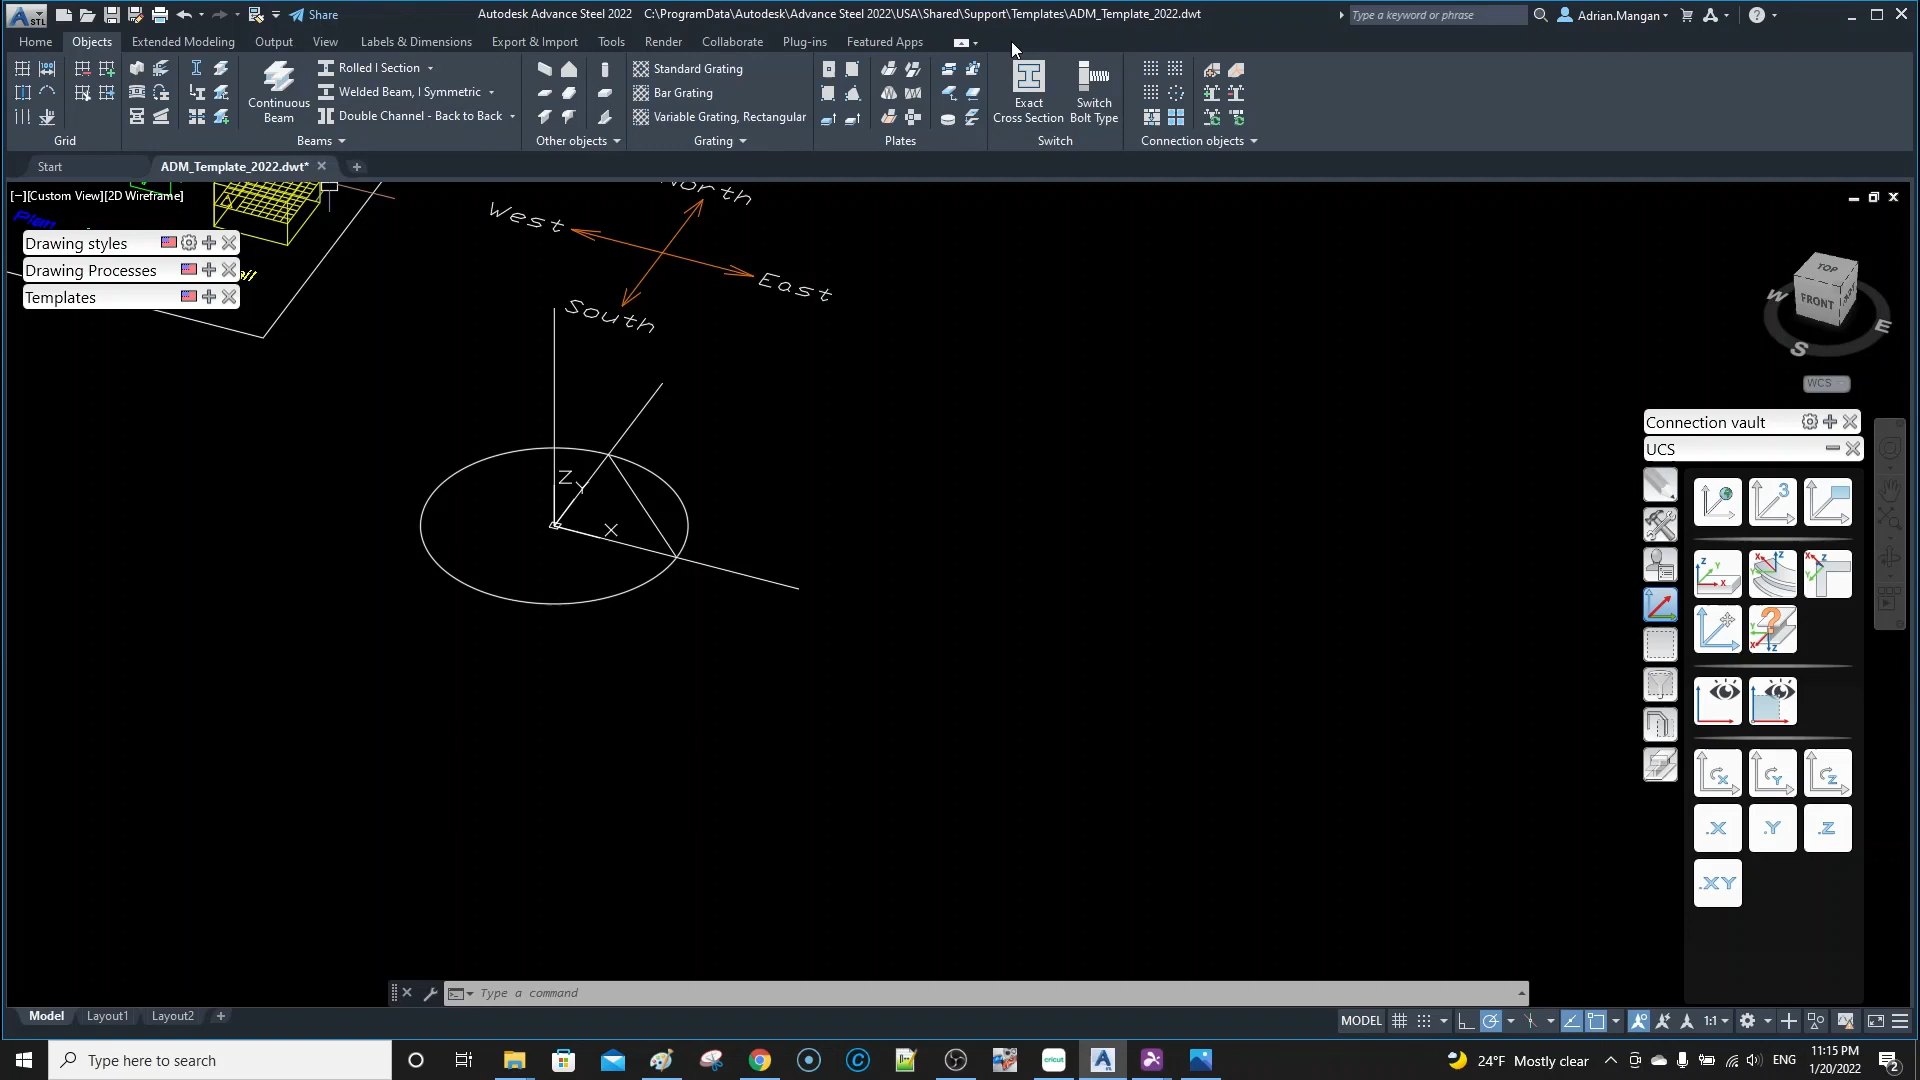 STL
Share
Autodesk Advance Steel 2022 C:\ProgramData\Autodesk\Advance Steel 2022\USA\Shared\Support\Templates\ADM_Template_2022.dwt
Type a keyword or phrase
Adrian.Mangan
Home Objects Extended Modeling Output View Labels & Dimensions Export & Import Tools Render Collaborate Plug-ins Featured Apps
Continuous Beam
Rolled I Section
Welded Beam, I Symmetric
Double Channel - Back to Back
Standard Grating
Bar Grating
Variable Grating, Rectangular
Exact Cross Section
Switch Bolt Type
Grid Beams Other objects Grating Plates Switch Connection objects
Start
ADM_Template_2022.dwt*
[−][Custom View][2D Wireframe]
Plan
Drawing styles
Drawing Processes
Templates
North
West
East
South
Z
Y
X
TOP
FRONT
W
S
E
WCS
Connection vault
UCS
3
X
Y
Z
.X
.Y
.Z
.XY
Type a command
Model Layout1 Layout2
MODEL
1:1
Type here to search
cricut
24°F Mostly clear
ENG
11:15 PM
1/20/2022
2